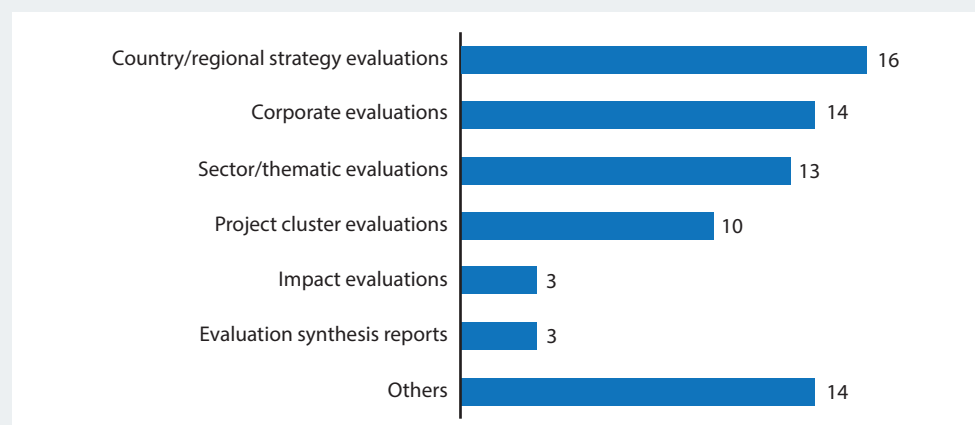 Country/regional strategy evaluations 16
Corporate evaluations 14
Sector/thematic evaluations 13
Project cluster evaluations 10
Impact evaluations 3
Evaluation synthesis reports 3
Others 14